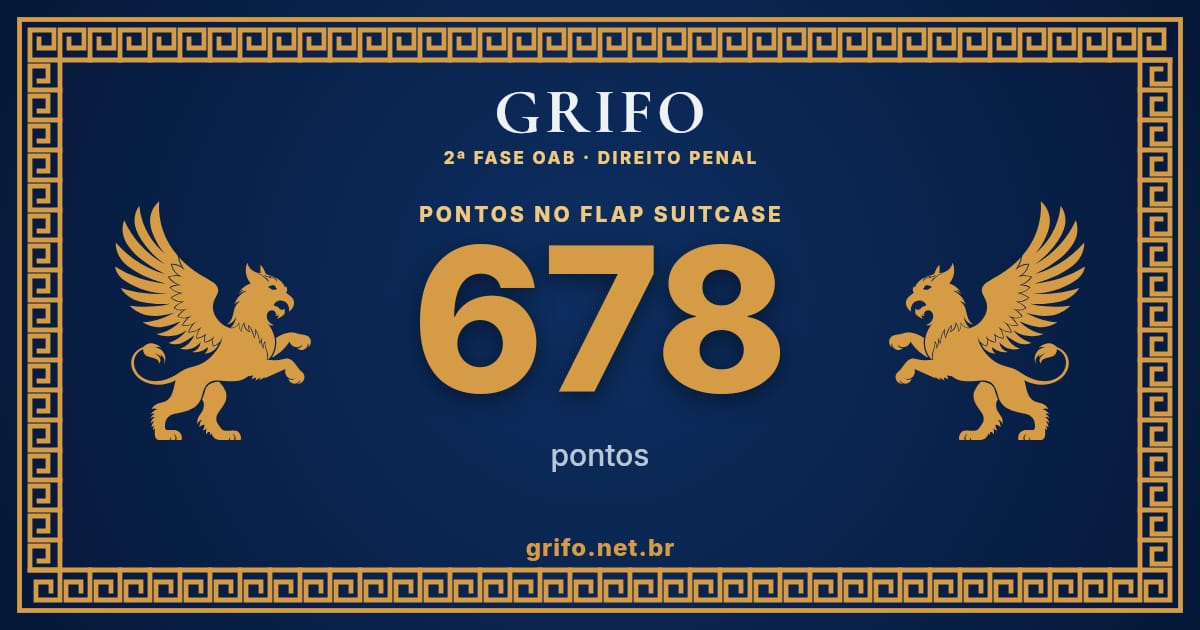 GRIFO
2ª FASE OAB · DIREITO PENAL
PONTOS NO FLAP SUITCASE
678
pontos
grifo.net.br